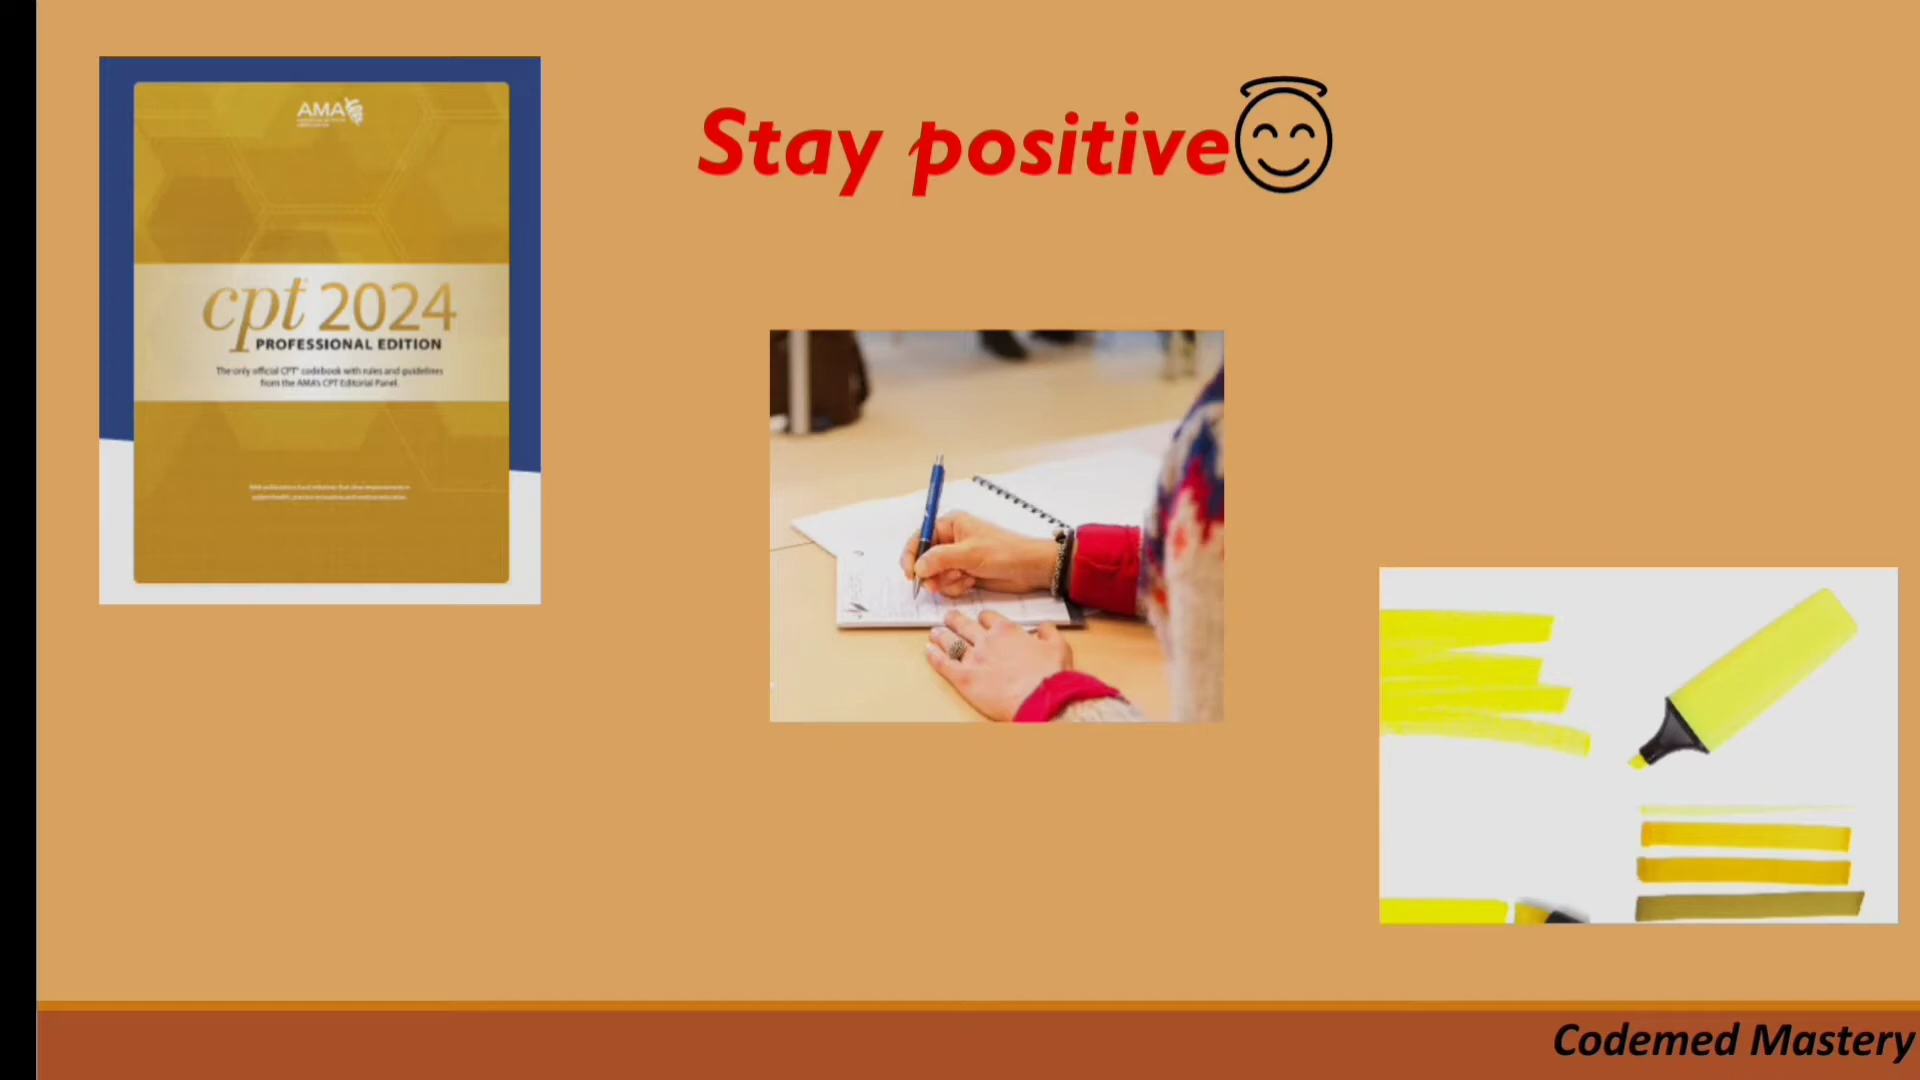 AMA
cpt 2024
PROFESSIONAL EDITION
The only official CPT® codebook with rules and guidelines
from the AMA's CPT Editorial Panel.
Stay positive
Codemed Mastery